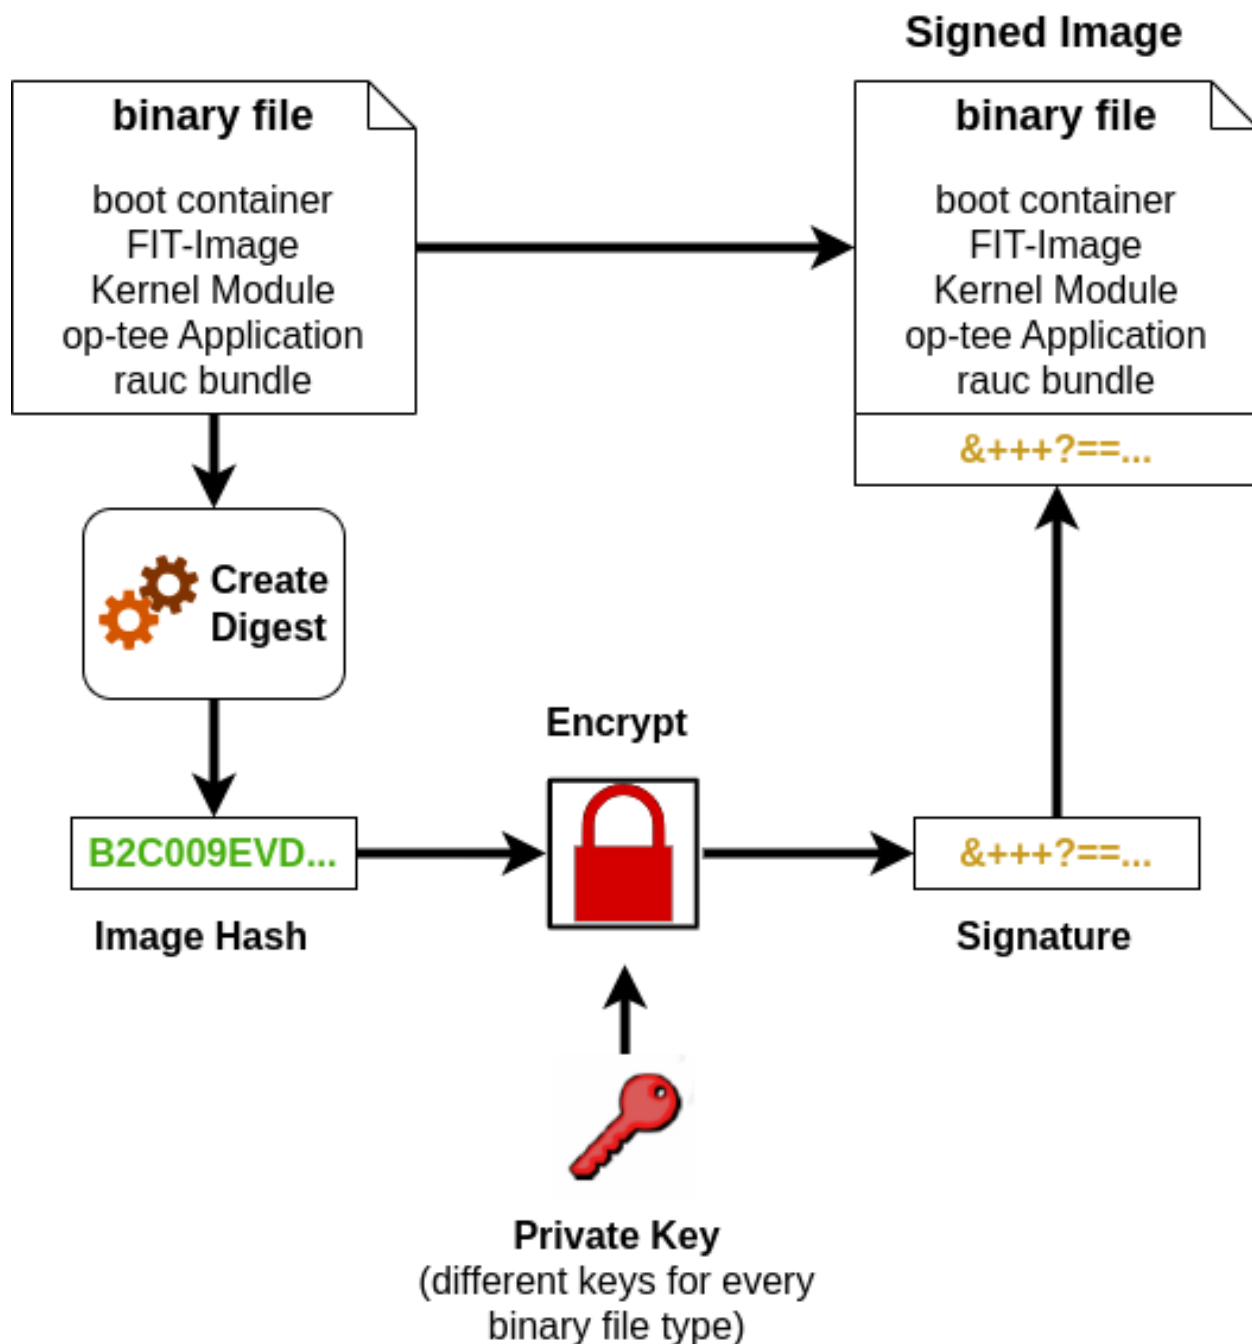 Signed Image
binary file
boot container
FIT-Image
Kernel Module
op-tee Application
rauc bundle
binary file
boot container
FIT-Image
Kernel Module
op-tee Application
rauc bundle
&+++?==...
Create
Digest
Encrypt
B2C009EVD...
&+++?==...
Image Hash
Signature
Private Key
(different keys for every
binary file type)